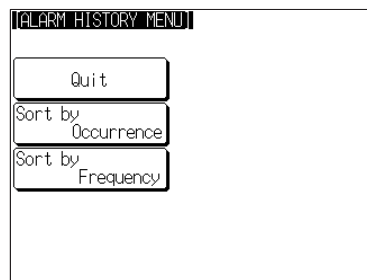 [ALARM HISTORY MENU]
Quit
Sort by
Occurrence
Sort by
Frequency